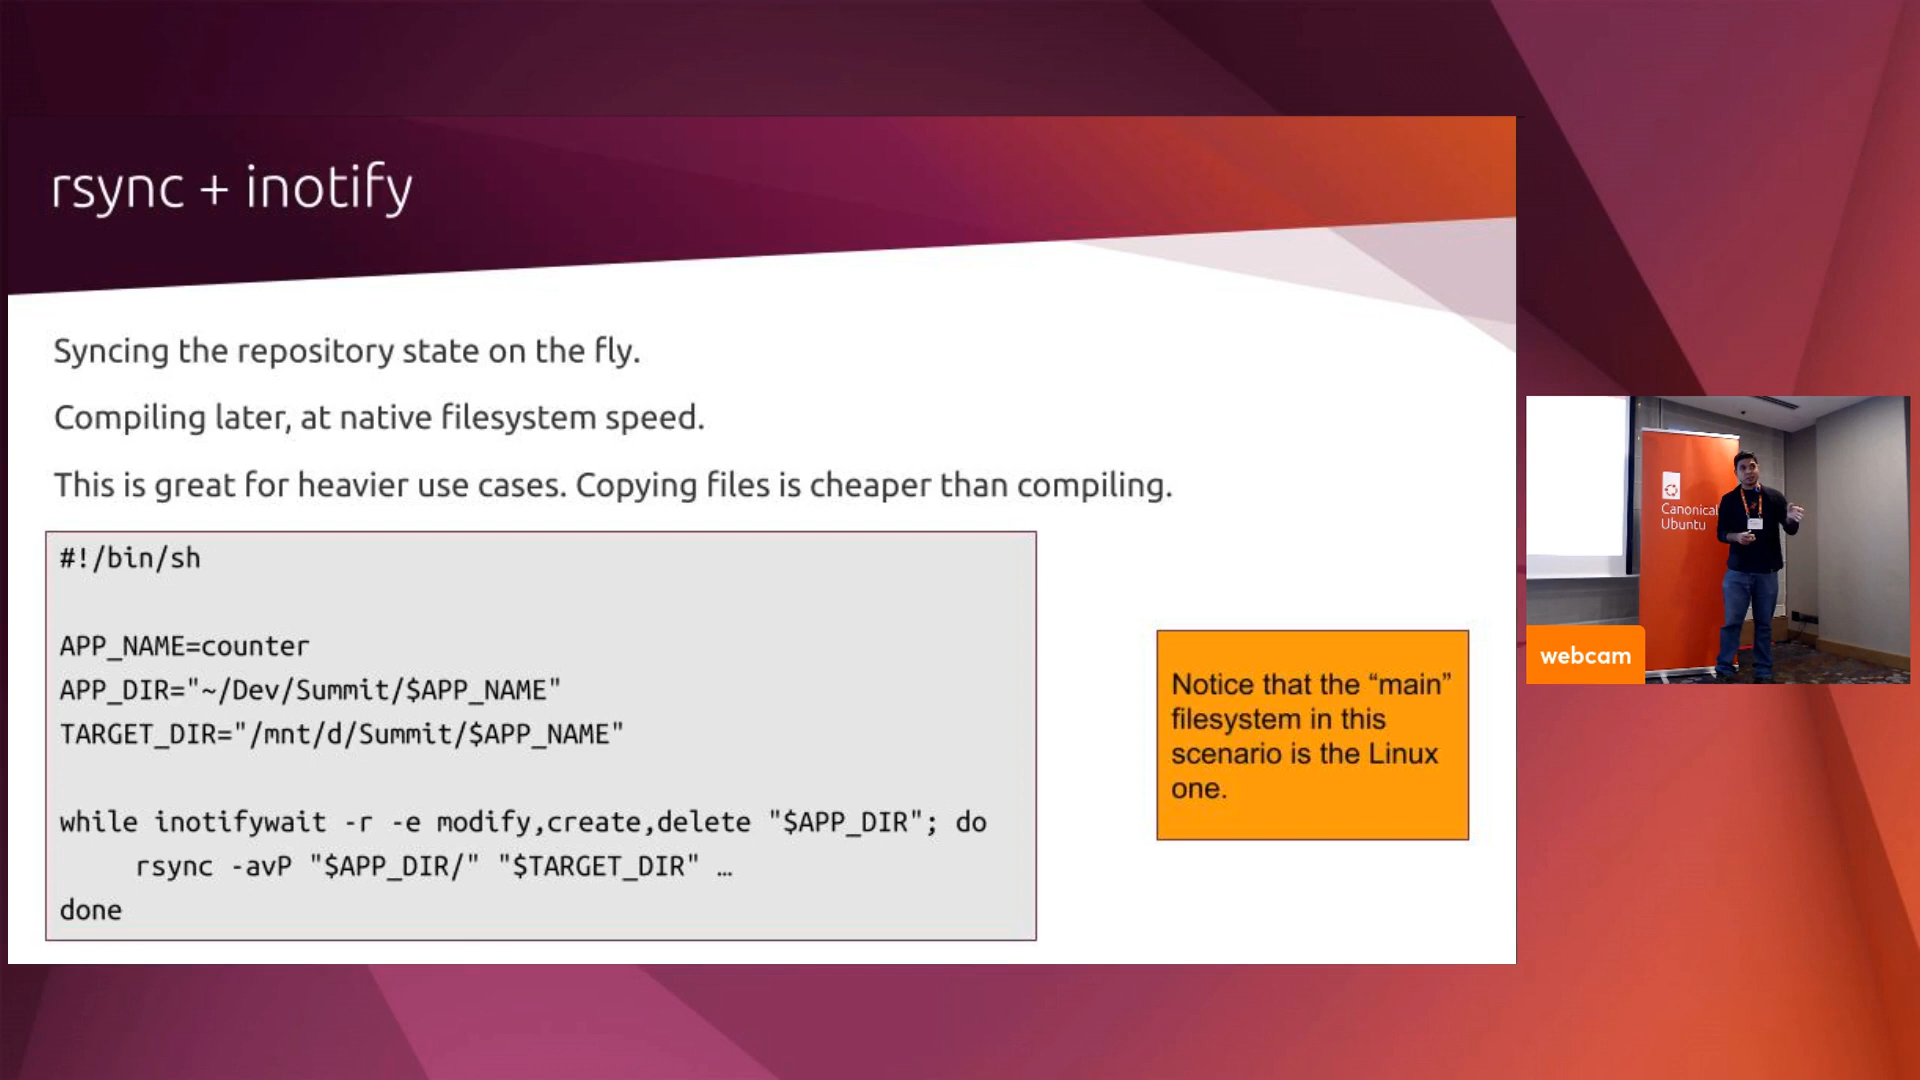 rsync + inotify
Syncing the repository state on the fly.
Compiling later, at native filesystem speed.
This is great for heavier use cases. Copying files is cheaper than compiling.
#!/bin/sh
APP_NAME=counter
APP_DIR="~/Dev/Summit/$APP_NAME"
TARGET_DIR="/mnt/d/Summit/$APP_NAME"
while inotifywait -r -e modify,create,delete "$APP_DIR"; do
rsync -avP "$APP_DIR/" "$TARGET_DIR" …
done
Notice that the “main”
filesystem in this
scenario is the Linux
one.
Canonical
Ubuntu
webcam